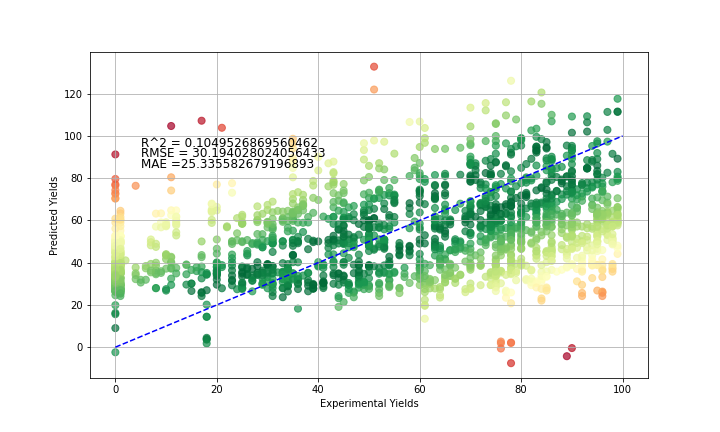 R^2 = 0.1049526869560462
RMSE = 30.194028024056433
MAE =25.335582679196893
Predicted Yields
120
100
80
60
40
20
0
0
20
40
60
80
100
Experimental Yields